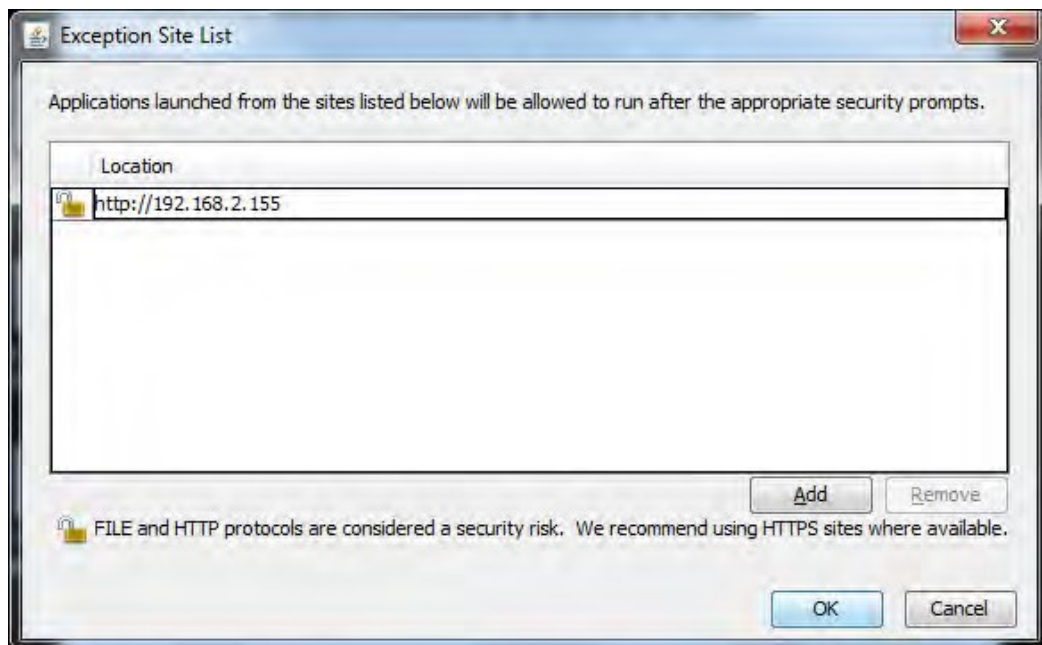 Exception Site List
Applications launched from the sites listed below will be allowed to run after the appropriate security prompts.
Location
http://192.168.2.155
Add Remove
FILE and HTTP protocols are considered a security risk. We recommend using HTTPS sites where available.
OK Cancel